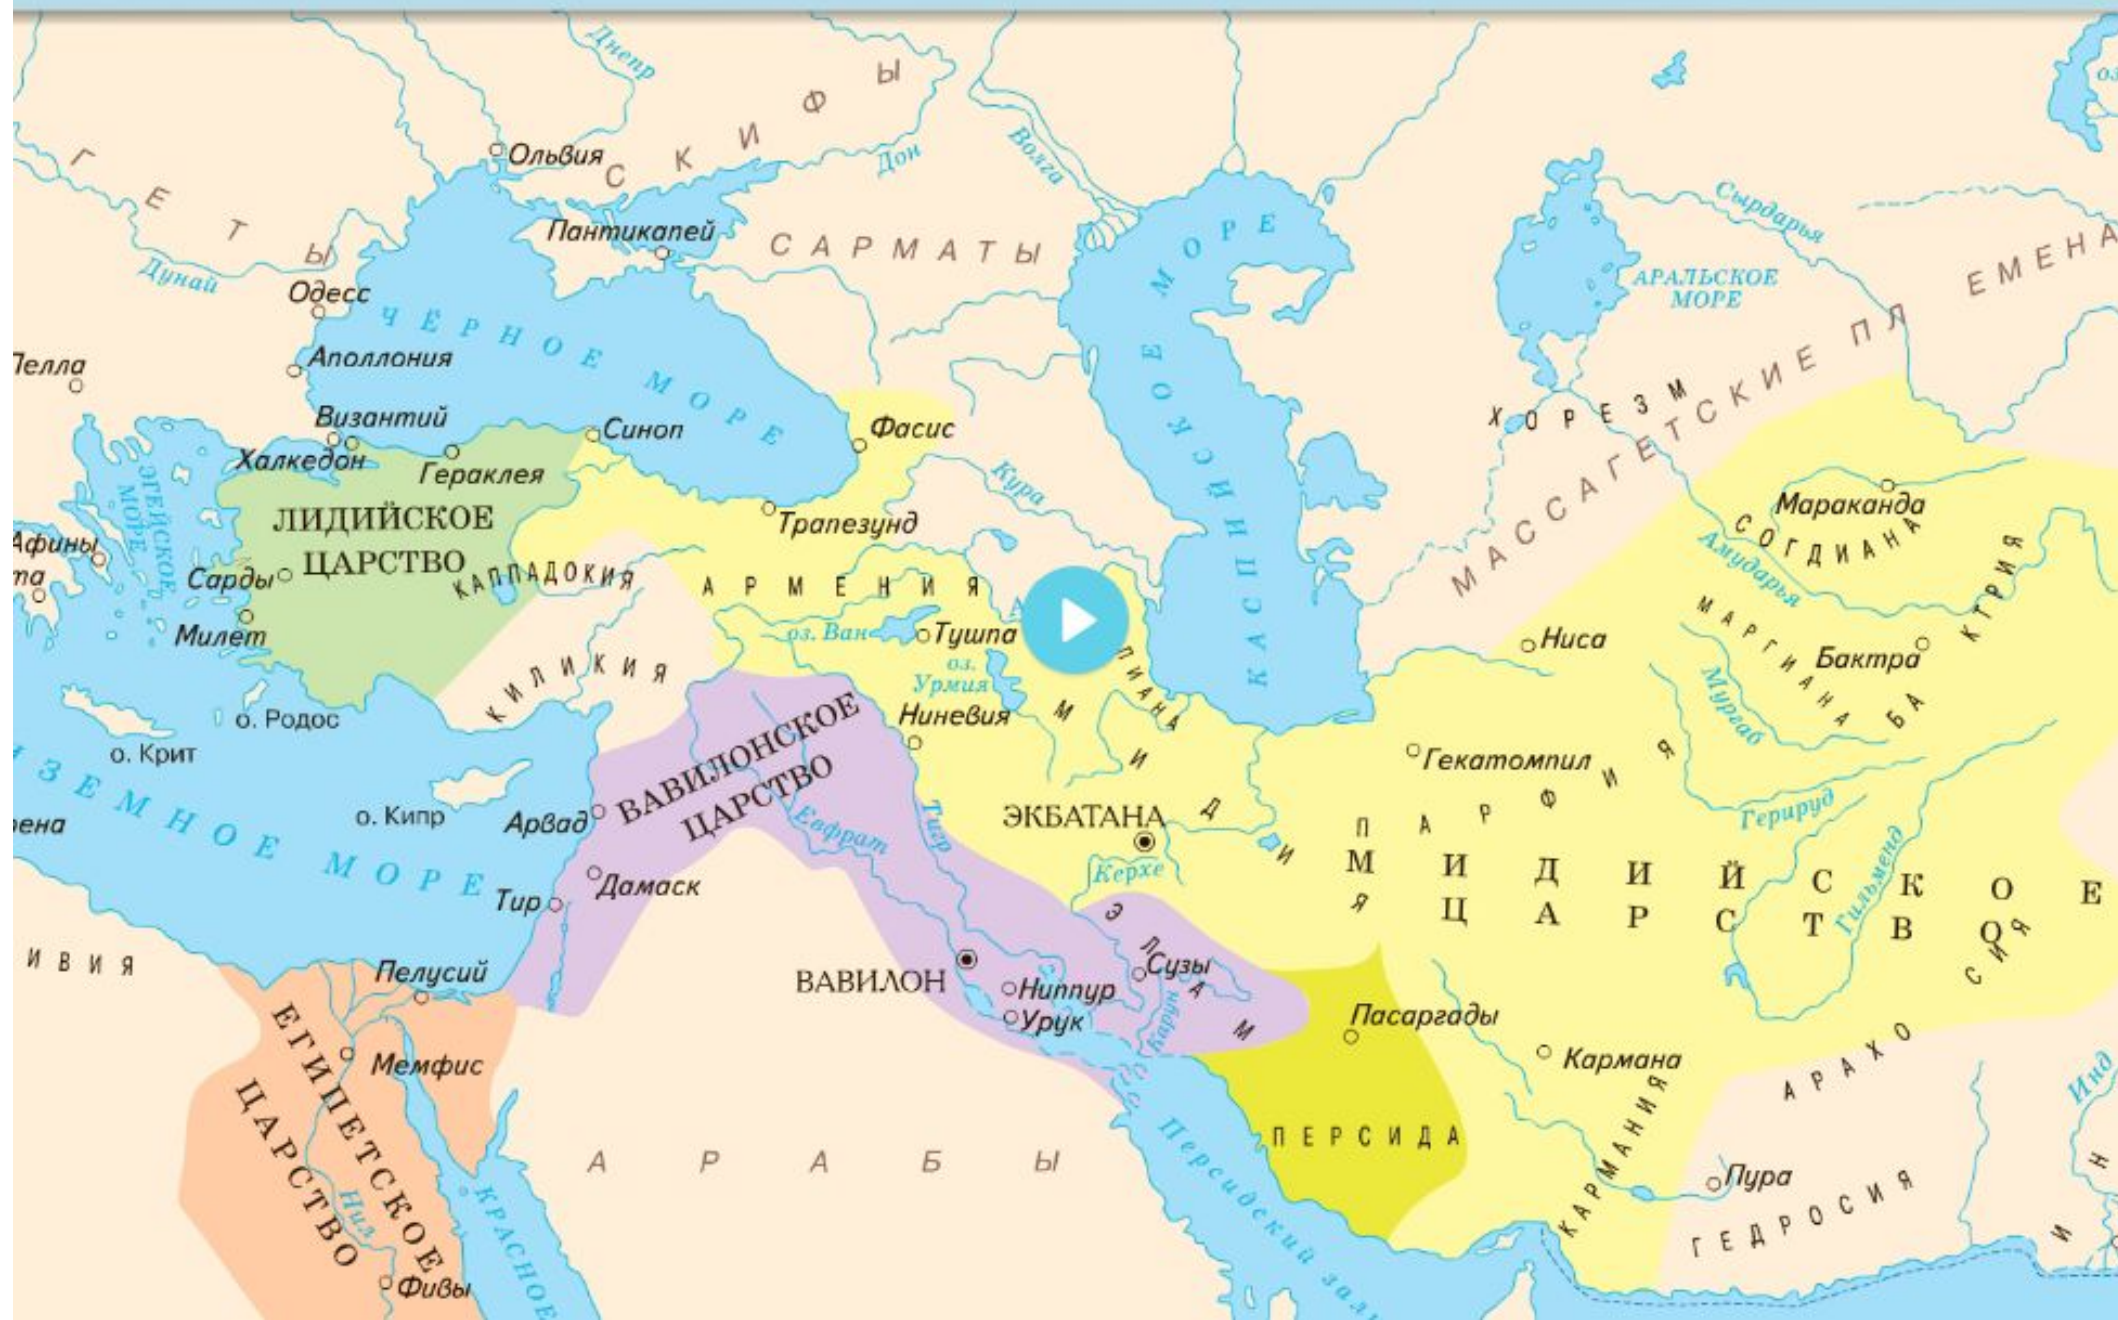 Днепр
СКИФЫ
Ольвия
Дон
Волга
ГЕТЫ
Дунай
Пантикапей
САРМАТЫ
КАСПИЙСКОЕ МОРЕ
Сырдарья
АРАЛЬСКОЕ
МОРЕ
МАССАГЕТСКИЕ ПЛЕМЕНА
Одесс
ЧЁРНОЕ МОРЕ
Аполлония
Византий
Халкедон
Гераклея
Синоп
Фасис
Кура
ХОРЕЗМ
ЭГЕЙСКОЕ
МОРЕ
ЛИДИЙСКОЕ
ЦАРСТВО
Трапезунд
Мараканда
СОГДИАНА
Амударья
Афины
Сарды
КАППАДОКИЯ
АРМЕНИЯ
Милет
оз. Ван
Тушпа
Ниса
МАРГИАНА
Бактра
БАКТРИЯ
КИЛИКИЯ
оз.
Урмия
Мургаб
о. Родос
о. Крит
Ниневия
МИДИЯ
ВАВИЛОНСКОЕ
ЦАРСТВО
Гекатомпил
ПАРФИЯ
о. Кипр
Арвад
Евфрат
Тигр
ЭКБАТАНА
Керхе
Герируд
Гильменд
МИДИЙСКОЕ
ЦАРСТВО
Дамаск
Тир
ЭЛАМ
Сузы
ВАВИЛОН
Ниппур
Урук
Карун
Пелусий
Пасаргады
АРАХОСИЯ
ЕГИПЕТСКОЕ
ЦАРСТВО
Мемфис
Кармана
КАРМАНИЯ
ПЕРСИДА
АРАБЫ
Персидский
Инд
Пура
ГЕДРОСИЯ
Нил
Фивы
КРАСНОЕ